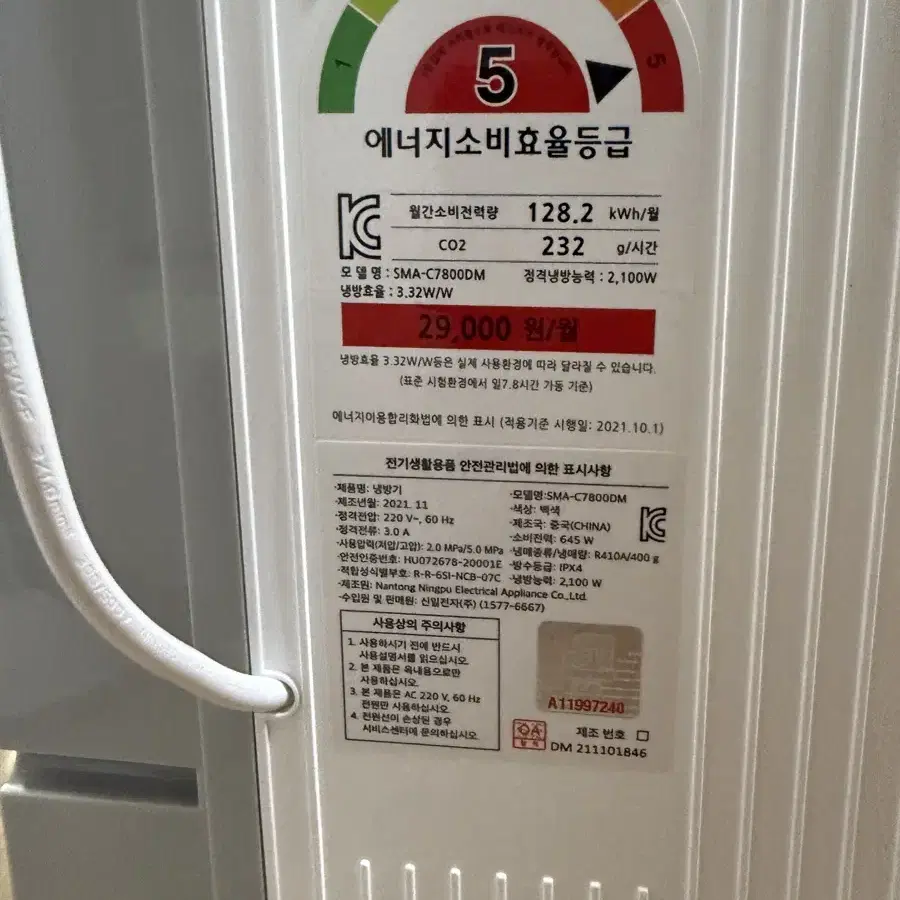 1
5
5
에너지소비효율등급
월간소비전력량 128.2 kWh/월
CO2 232 g/시간
모 델 명 : SMA-C7800DM 정격냉방능력 : 2,100W
냉방효율 : 3.32W/W
29,000 원/월
냉방효율 3.32W/W등은 실제 사용환경에 따라 달라질 수 있습니다.
(표준 시험환경에서 일7.8시간 가동 기준)
에너지이용합리화법에 의한 표시 (적용기준 시행일: 2021.10.1)
전기생활용품 안전관리법에 의한 표시사항
·제품명: 냉방기
·제조년월: 2021. 11
·정격전압: 220 V~, 60 Hz
·정격전류: 3.0 A
·사용압력(저압/고압): 2.0 MPa/5.0 MPa
·안전인증번호: HU072678-20001E
·적합성식별부호: R-R-6SI-NCB-07C
·제조원: Nantong Ningpu Electrical Appliance Co.,Ltd.
·수입원 및 판매원: 신일전자(주) (1577-6667)
·모델명:SMA-C7800DM
·색상: 백색
·제조국: 중국(CHINA)
·소비전력: 645 W
·냉매종류/냉매량: R410A/400 g
·방수등급: IPX4
·냉방능력: 2,100 W
사용상의 주의사항
1. 사용하시기 전에 반드시
사용설명서를 읽으십시오.
2. 본 제품은 옥내용으로만
사용하십시오.
3. 본 제품은 AC 220 V, 60 Hz
전원만 사용하십시오.
4. 전원선이 손상된 경우
서비스센터에 문의하십시오.
A11997240
제조 번호
DM 211101846